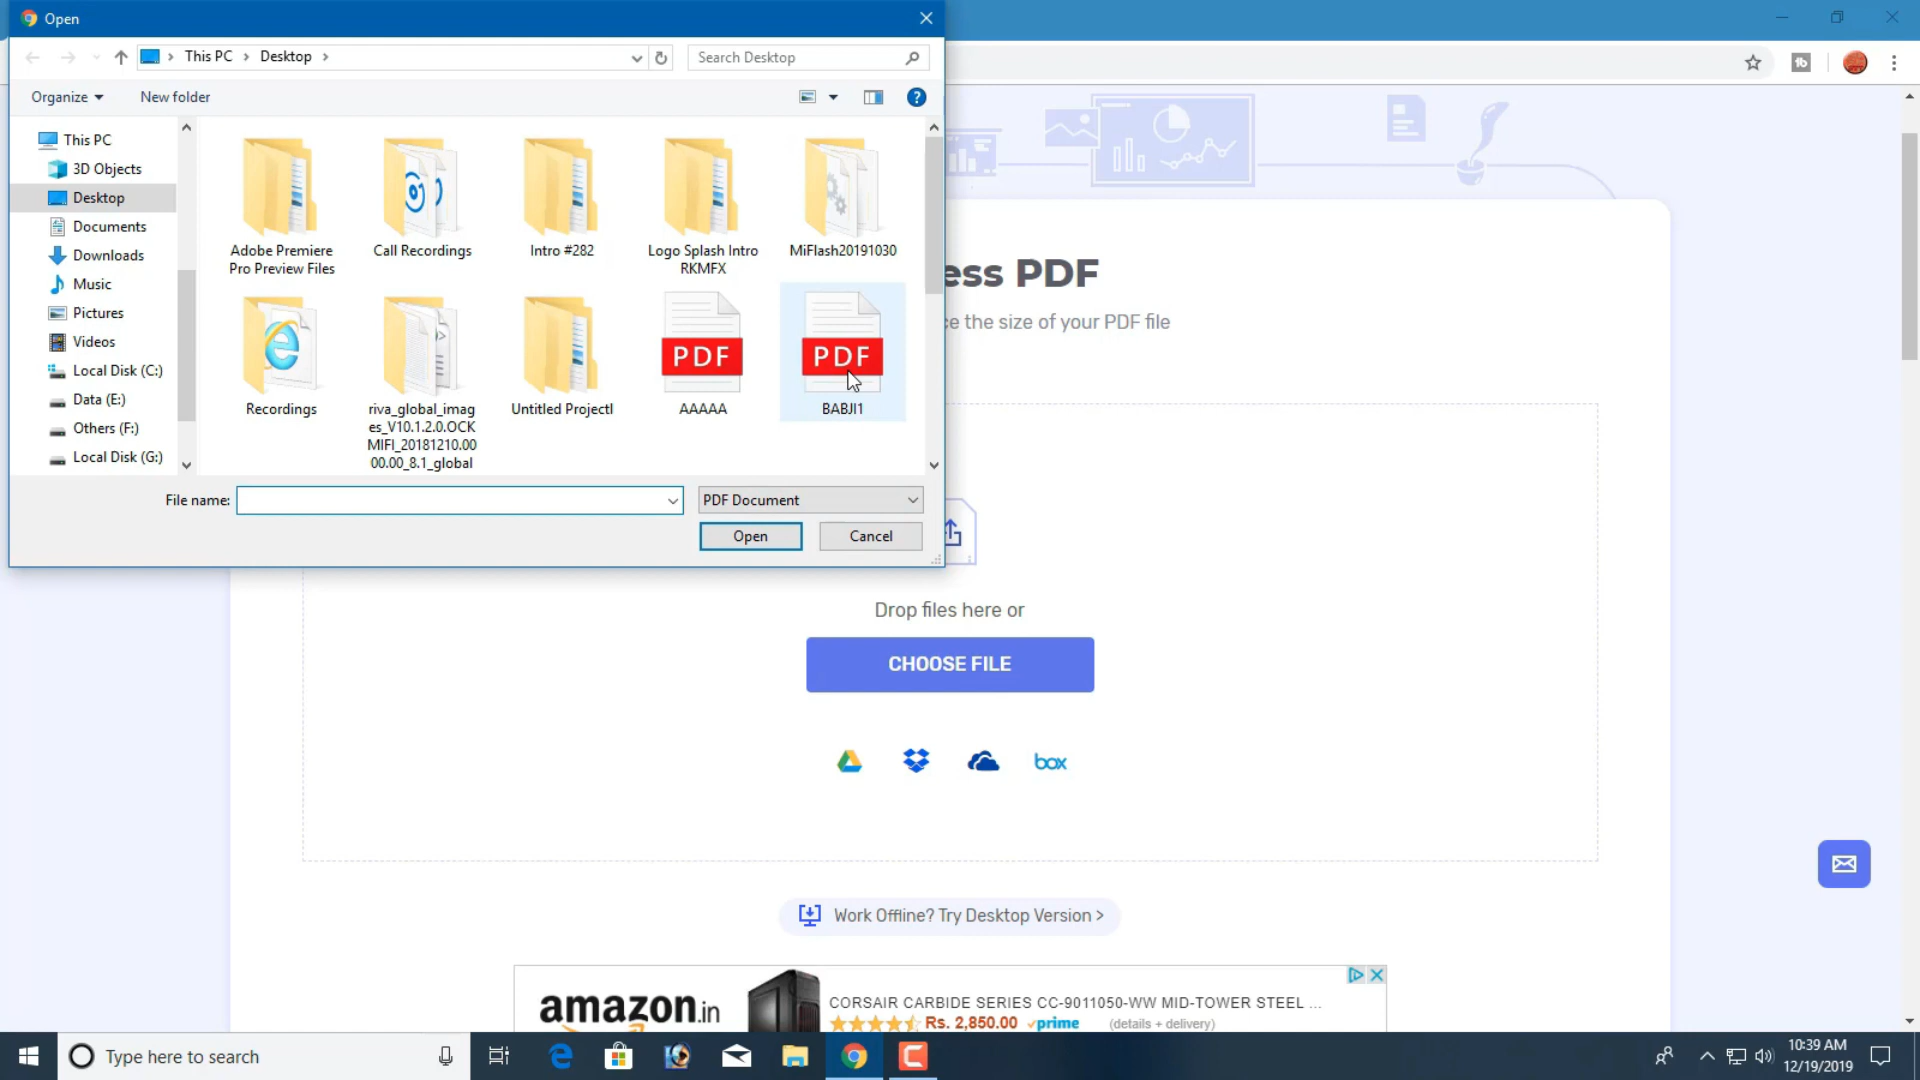 Open
This PC
Desktop
Search Desktop
Organize
New folder
This PC
3D Objects
Desktop
Documents
Downloads
Music
Pictures
Videos
Local Disk (C:)
Data (E:)
Others (F:)
Local Disk (G:)
Adobe Premiere
Pro Preview Files
Call Recordings
Intro #282
Logo Splash Intro
RKMFX
MiFlash20191030
Recordings
riva_global_imag
es_V10.1.2.0.OCK
MIFI_20181210.00
00.00_8.1_global
Untitled Projectl
PDF
AAAAA
PDF
BABJI1
File name:
PDF Document
Open
Cancel
ess PDF
ce the size of your PDF file
Drop files here or
CHOOSE FILE
box
Work Offline? Try Desktop Version >
amazon.in
CORSAIR CARBIDE SERIES CC-9011050-WW MID-TOWER STEEL ...
Rs. 2,850.00 prime (details + delivery)
Type here to search
10:39 AM
12/19/2019